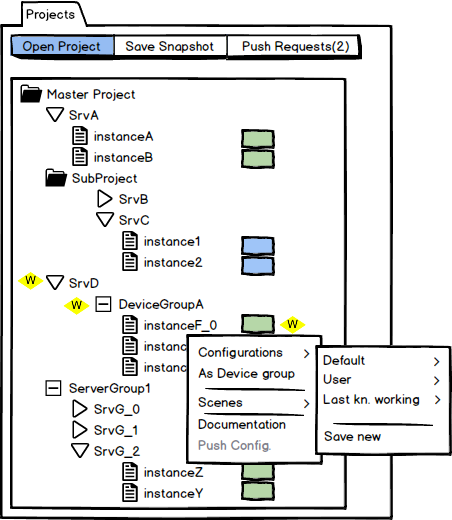 Projects
Open Project Save Snapshot Push Requests(2)
Master Project
SrvA
instanceA
instanceB
SubProject
SrvB
SrvC
instance1
instance2
W SrvD
W DeviceGroupA
instanceF_0 W
instanc
instanc
Configurations
As Device group
Scenes
Documentation
Push Config.
Default
User
Last kn. working
Save new
ServerGroup1
SrvG_0
SrvG_1
SrvG_2
instanceZ
instanceY